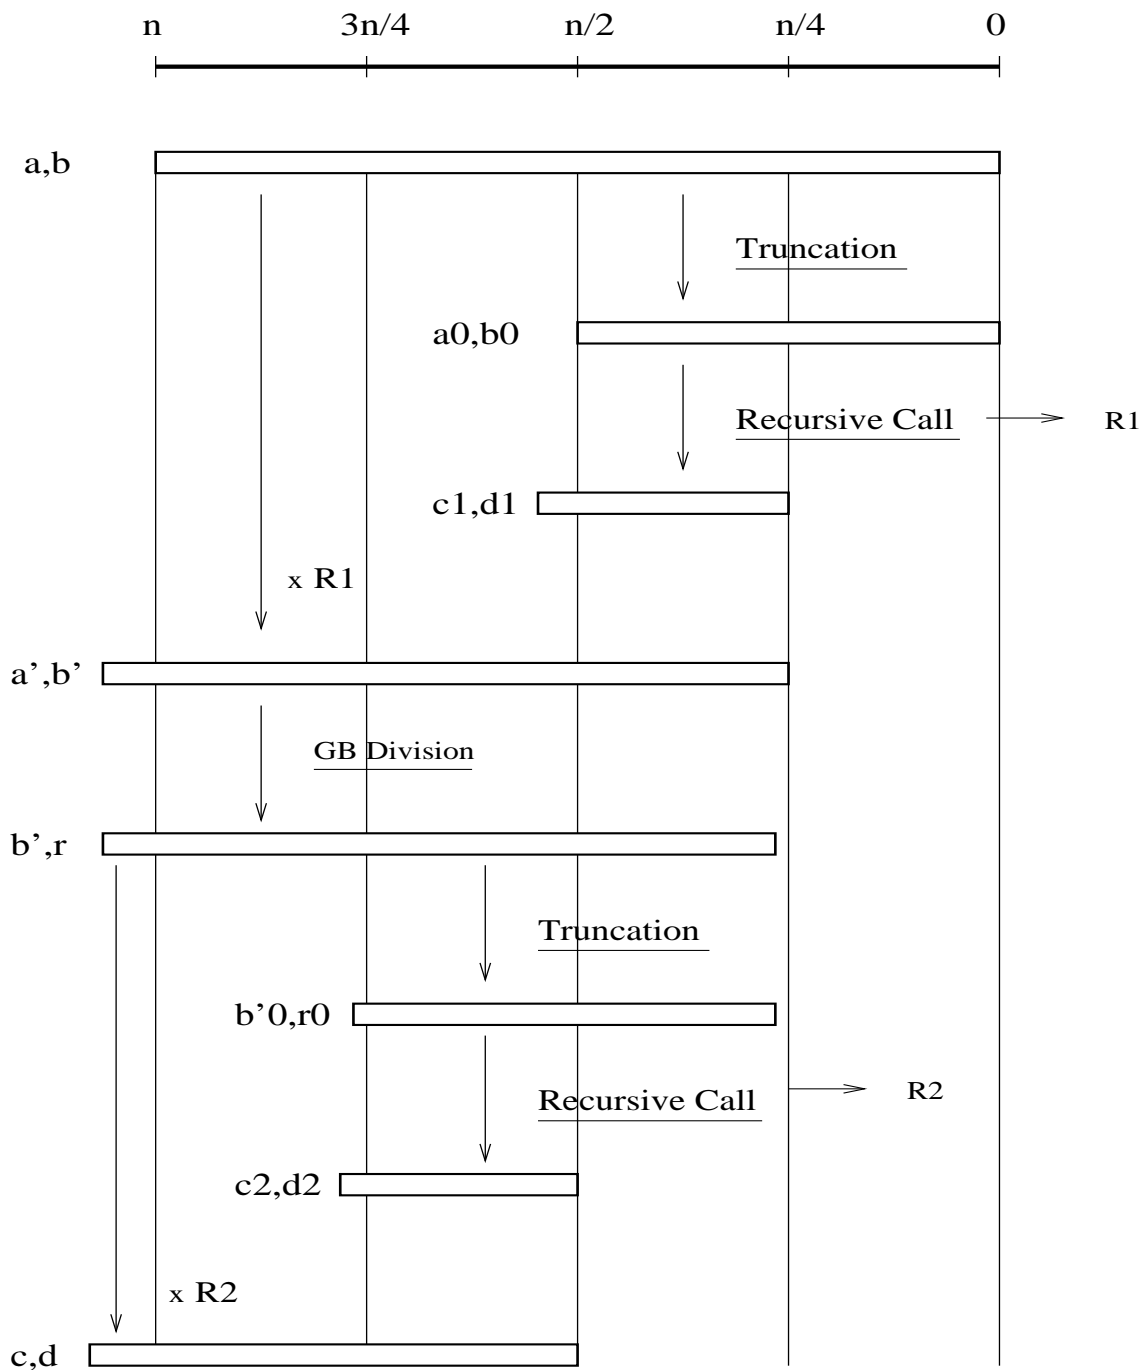 n 3n/4 n/2 n/4 0
a,b
Truncation
a0,b0
Recursive Call R1
c1,d1
x R1
a’,b’
GB Division
b’,r
Truncation
b’0,r0
Recursive Call R2
c2,d2
x R2
c,d